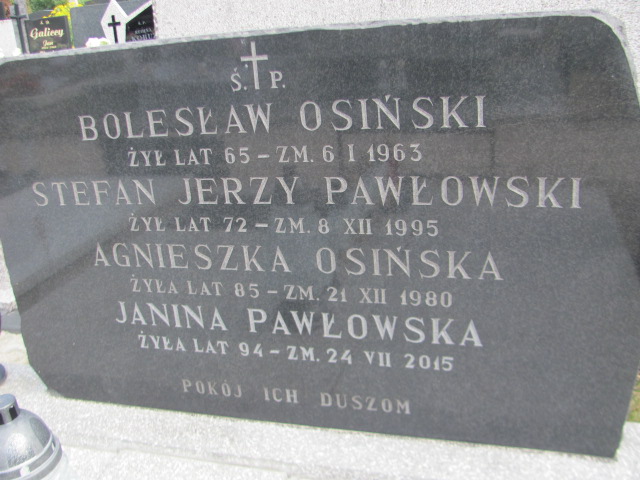 Galiccy
Ś.P.
BOLESŁAW OSIŃSKI
ŻYŁ LAT 65 – ZM. 6 I 1963
STEFAN JERZY PAWŁOWSKI
ŻYŁ LAT 72 – ZM. 8 XII 1995
AGNIESZKA OSIŃSKA
ŻYŁA LAT 85 – ZM. 21 XII 1980
JANINA PAWŁOWSKA
ŻYŁA LAT 94 – ZM. 24 VII 2015
POKÓJ ICH DUSZOM